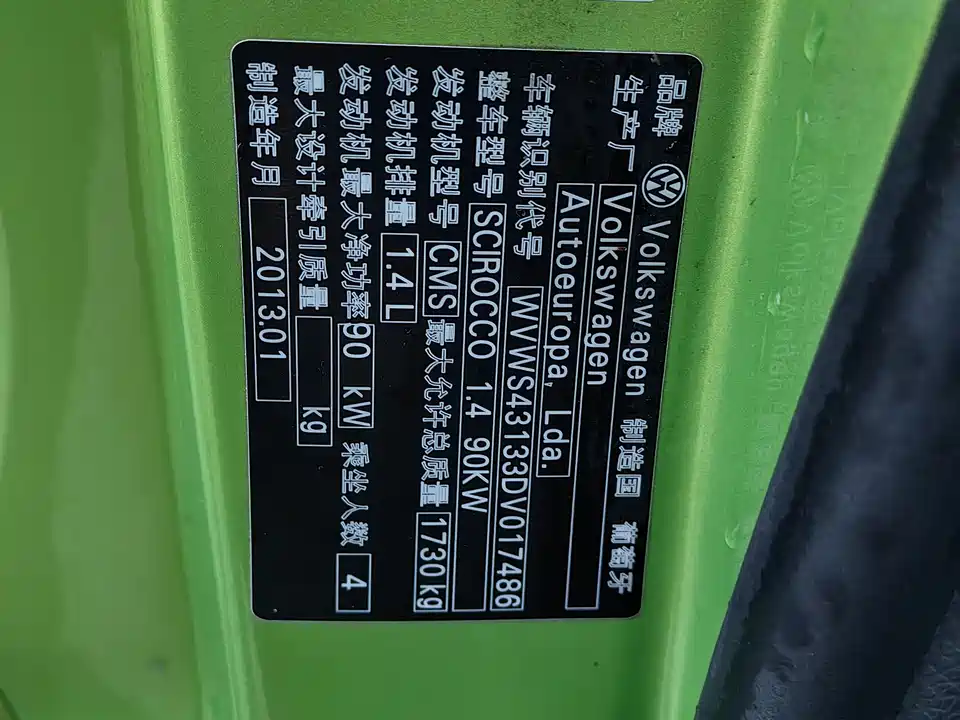 品牌 Volkswagen 制造国 葡萄牙
生产厂 Volkswagen
Autoeuropa, Lda.
车辆识别代号 WVWS43133DV017486
整车型号 SCIROCCO 1.4 90KW
发动机型号 CMS 最大允许总质量 1730 kg
发动机排量 1.4 L
发动机最大净功率 90 kW 乘坐人数 4
最大设计牵引质量 kg
制造年月 2013.01